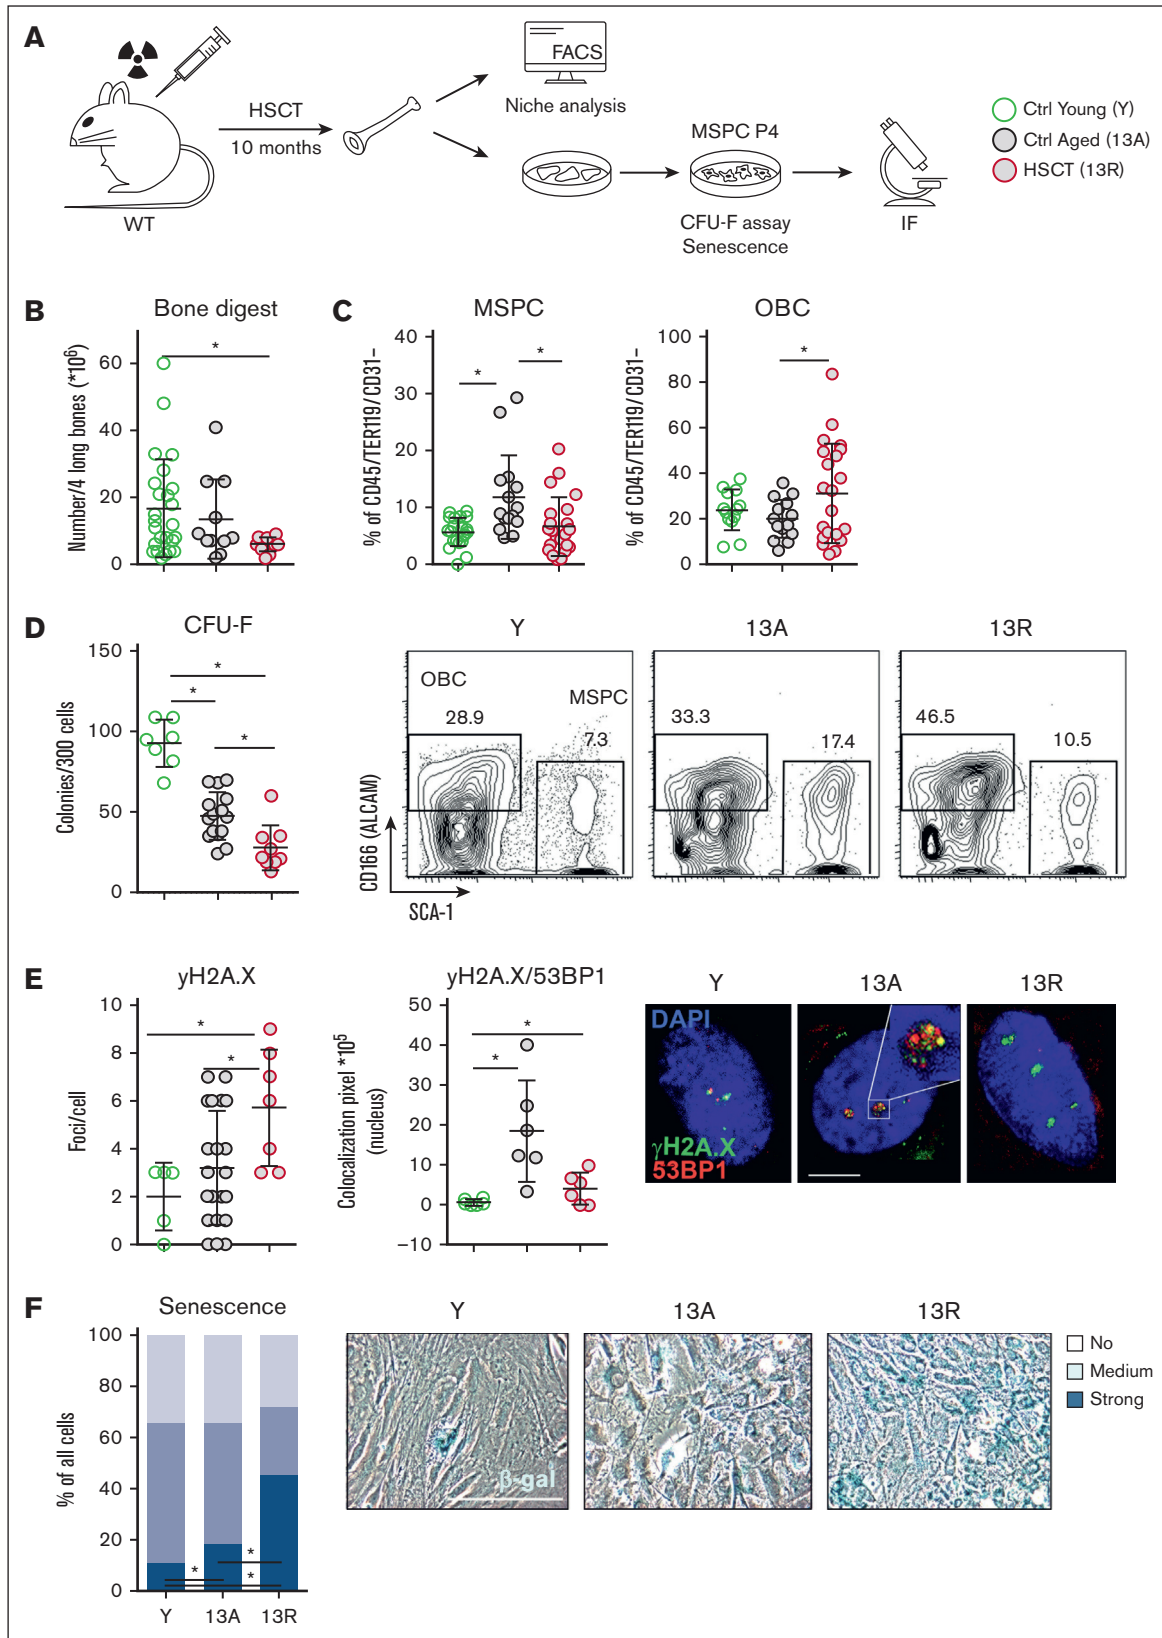 A
FACS
Niche analysis
HSCT
10 months
WT
MSPC P4
CFU-F assay
Senescence
IF
Ctrl Young (Y)
Ctrl Aged (13A)
HSCT (13R)
B
Bone digest
Number/4 long bones (*10⁶)
60
40
20
0
*
C
MSPC
% of CD45/TER119/CD31–
40
30
20
10
0
*
*
OBC
% of CD45/TER119/CD31–
100
80
60
40
20
0
*
D
CFU-F
Colonies/300 cells
150
100
50
0
*
*
*
Y
13A
13R
OBC
28.9
MSPC
7.3
33.3
17.4
46.5
10.5
CD166 (ALCAM)
SCA-1
E
yH2A.X
Foci/cell
10
8
6
4
2
0
*
*
yH2A.X/53BP1
Colocalization pixel *10⁵
(nucleus)
50
40
30
20
10
0
–10
*
*
Y
13A
13R
DAPI
γH2A.X
53BP1
F
Senescence
% of all cells
100
80
60
40
20
0
*
*
*
Y
13A
13R
Y
13A
13R
β-gal
No
Medium
Strong